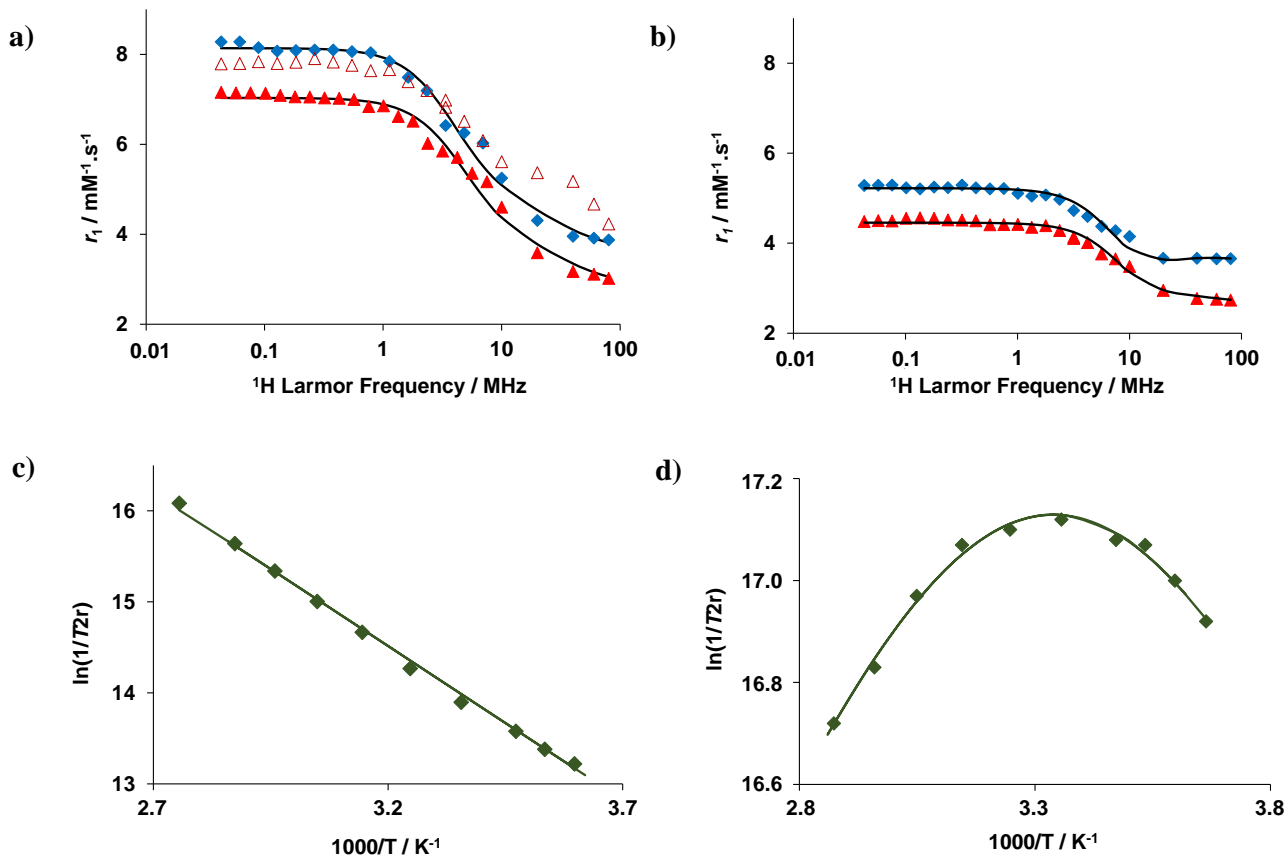 a)
8
6
4
2
0.01
0.1
1
10
100
r1 / mM-1.s-1
1H Larmor Frequency / MHz
b)
8
6
4
2
0.01
0.1
1
10
100
r1 / mM-1.s-1
1H Larmor Frequency / MHz
c)
16
15
14
13
2.7
3.2
3.7
ln(1/T2r)
1000/T / K-1
d)
17.2
17.0
16.8
16.6
2.8
3.3
3.8
ln(1/T2r)
1000/T / K-1